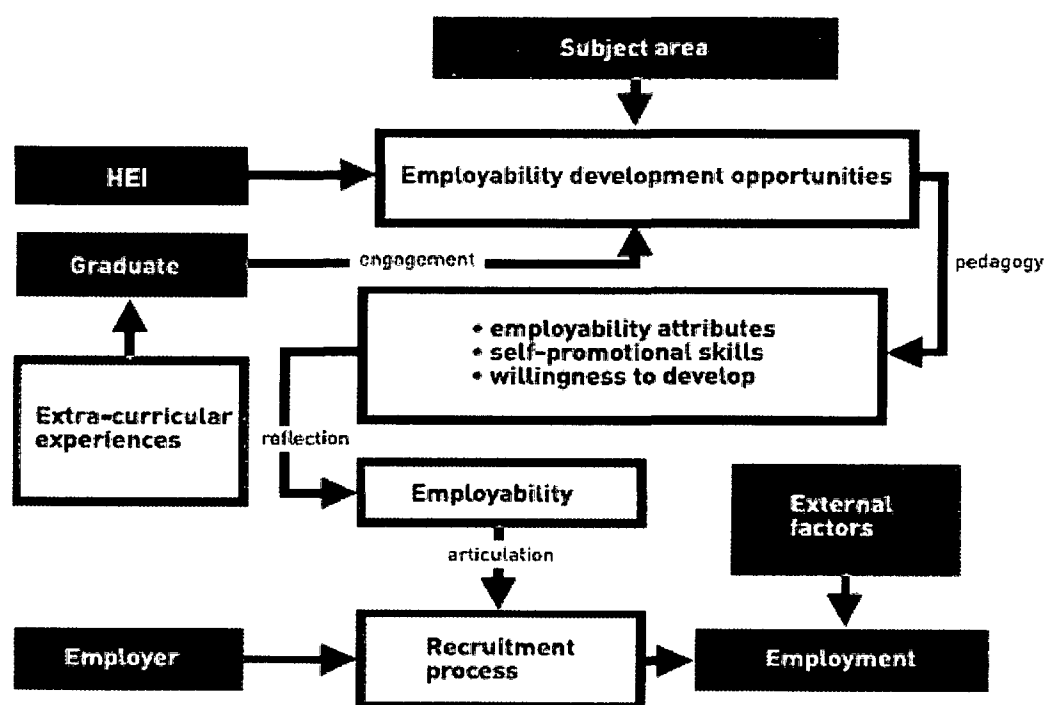 Subject area
HEI
Employability development opportunities
Graduate
engagement
pedagogy
• employability attributes
• self-promotional skills
• willingness to develop
Extra-curricular
experiences
reflection
Employability
External
factors
articulation
Employer
Recruitment
process
Employment